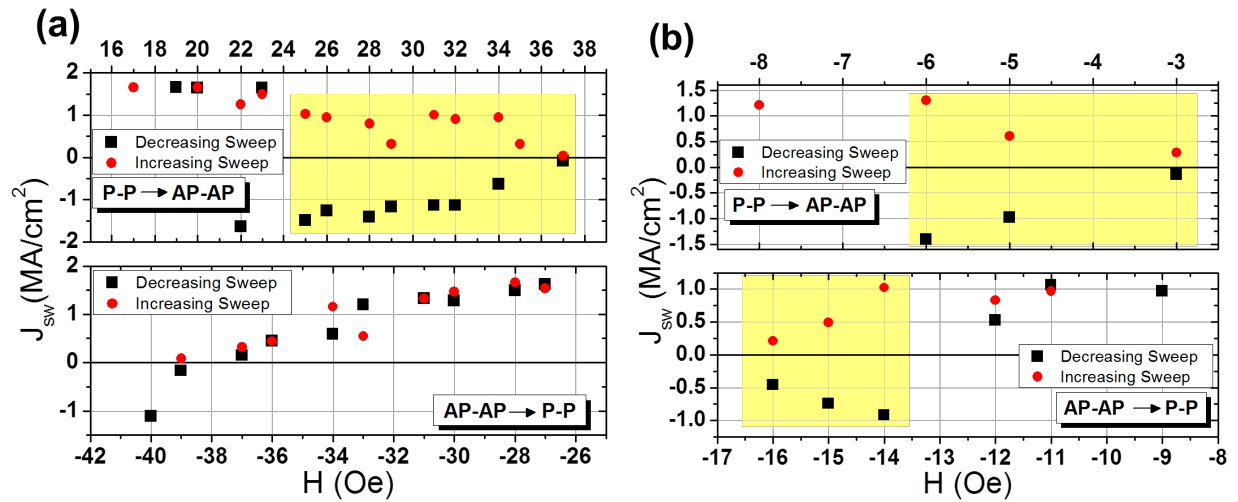 (a)
16 18 20 22 24 26 28 30 32 34 36 38
2
1
0
-1
-2
Decreasing Sweep
Increasing Sweep
P-P → AP-AP
J_sw (MA/cm²)
2
1
0
-1
Decreasing Sweep
Increasing Sweep
AP-AP → P-P
-42 -40 -38 -36 -34 -32 -30 -28 -26
H (Oe)
(b)
-8 -7 -6 -5 -4 -3
1.5
1.0
0.5
0.0
-0.5
-1.0
-1.5
Decreasing Sweep
Increasing Sweep
P-P → AP-AP
J_sw (MA/cm²)
1.0
0.5
0.0
-0.5
-1.0
Decreasing Sweep
Increasing Sweep
AP-AP → P-P
-17 -16 -15 -14 -13 -12 -11 -10 -9 -8
H (Oe)